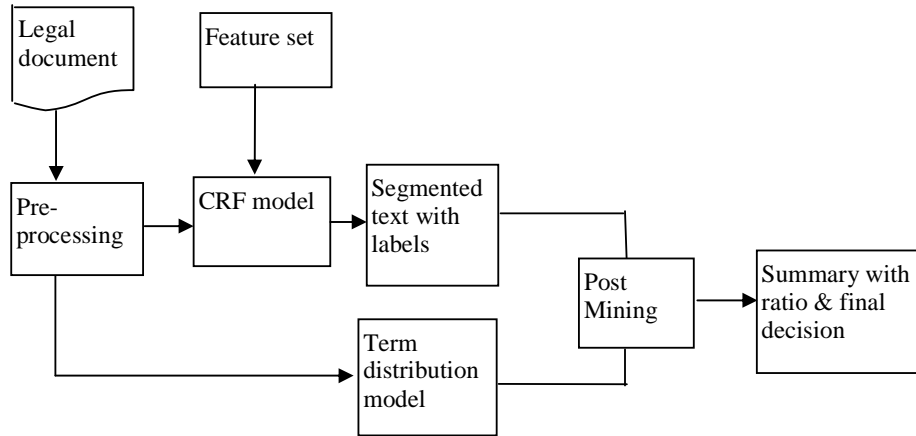 Legal
document
Feature set
Pre-
processing
CRF model
Segmented
text with
labels
Term
distribution
model
Post
Mining
Summary with
ratio & final
decision